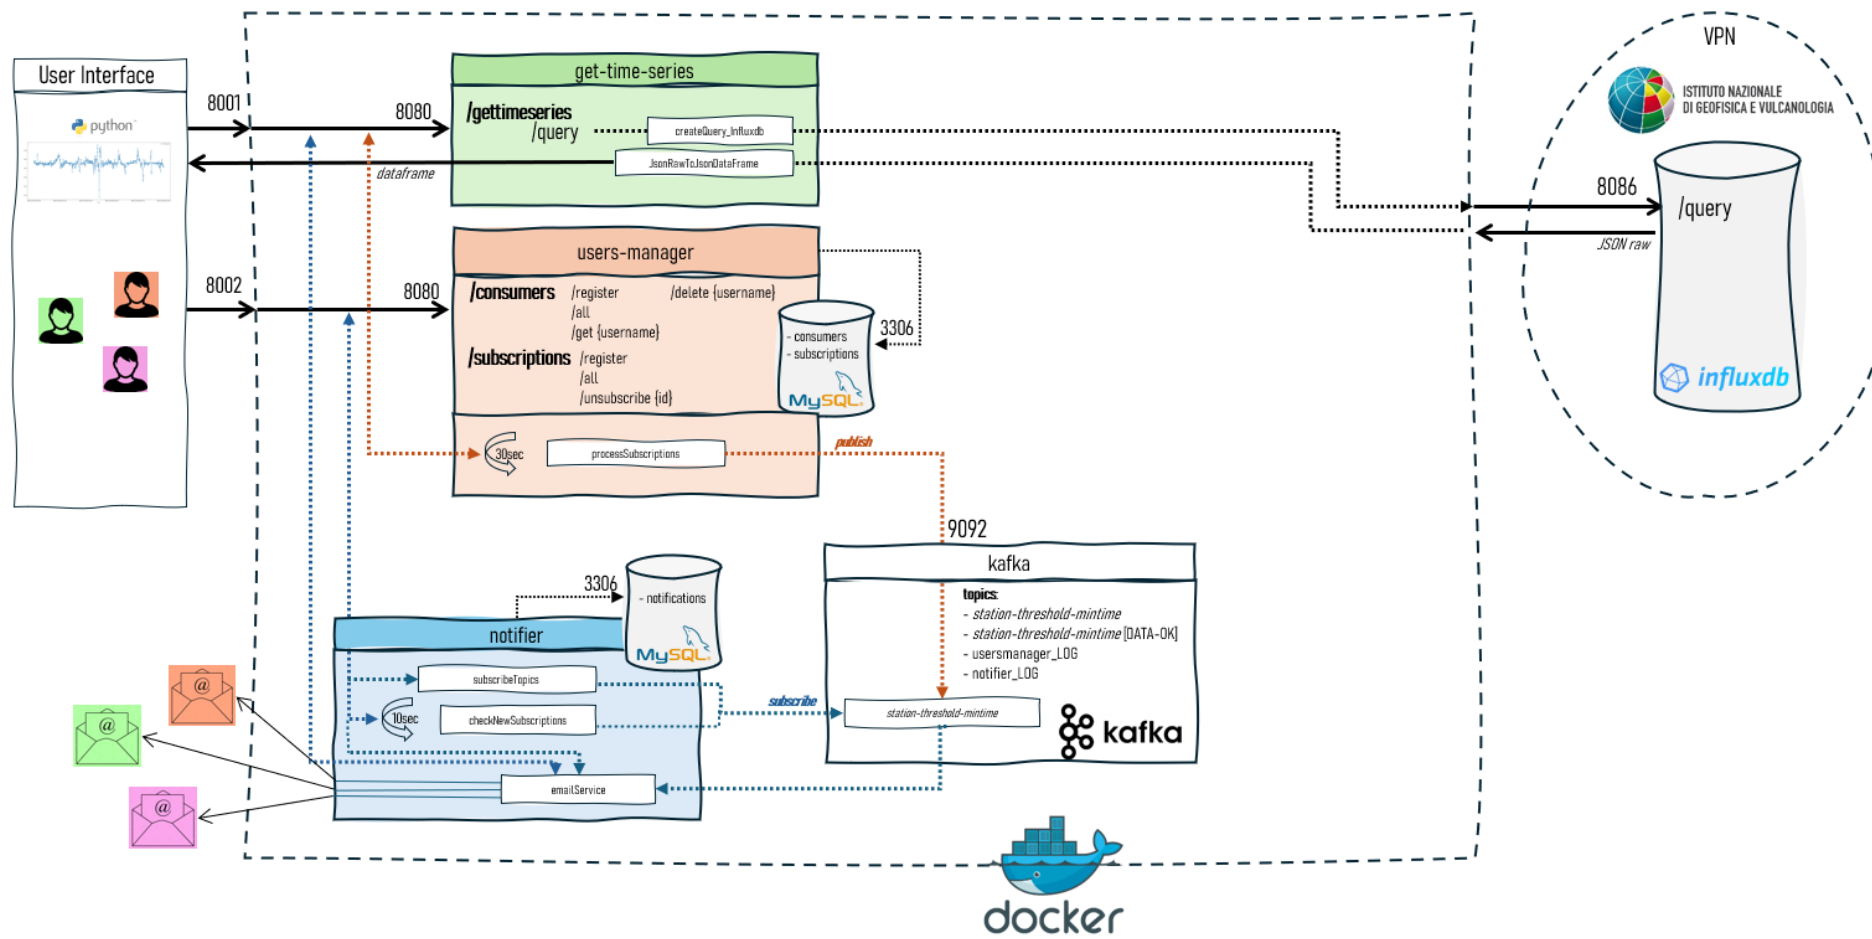 VPN
ISTITUTO NAZIONALE
DI GEOFISICA E VULCANOLOGIA
User Interface
python
8001
8080
get-time-series
/gettimeseries
/query
createQuery_Influxdb
JsonRawToJsonDataFrame
dataframe
8086
/query
JSON raw
influxdb
8002
8080
users-manager
/consumers
/register
/delete {username}
/all
/get {username}
/subscriptions
/register
/all
/unsubscribe {id}
3306
- consumers
- subscriptions
MySQL
30sec
processSubscriptions
publish
9092
kafka
topics:
- station-threshold-mintime
- station-threshold-mintime [DATA-OK]
- usersmanager_LOG
- notifier_LOG
station-threshold-mintime
kafka
3306
- notifications
MySQL
notifier
subscribeTopics
10sec
checkNewSubscriptions
subscribe
emailService
@
@
@
docker